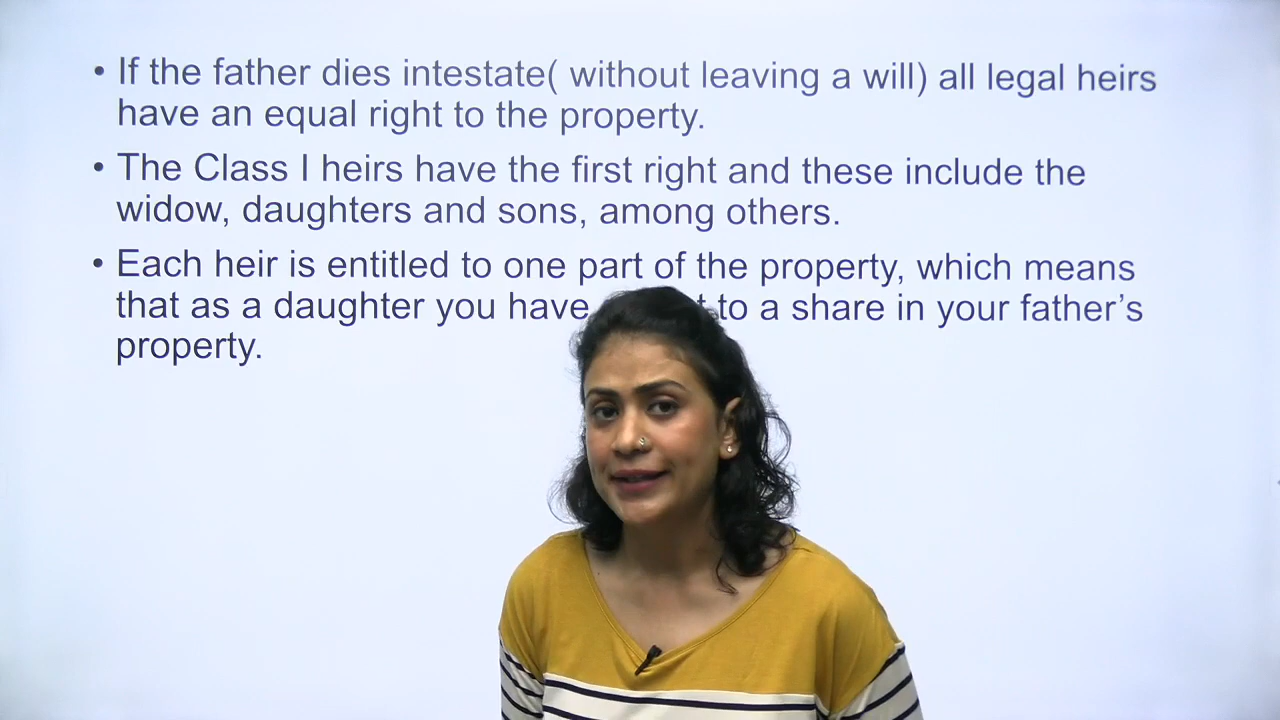 • If the father dies intestate( without leaving a will) all legal heirs
have an equal right to the property.
• The Class I heirs have the first right and these include the
widow, daughters and sons, among others.
• Each heir is entitled to one part of the property, which means
that as a daughter you have to a share in your father’s
property.